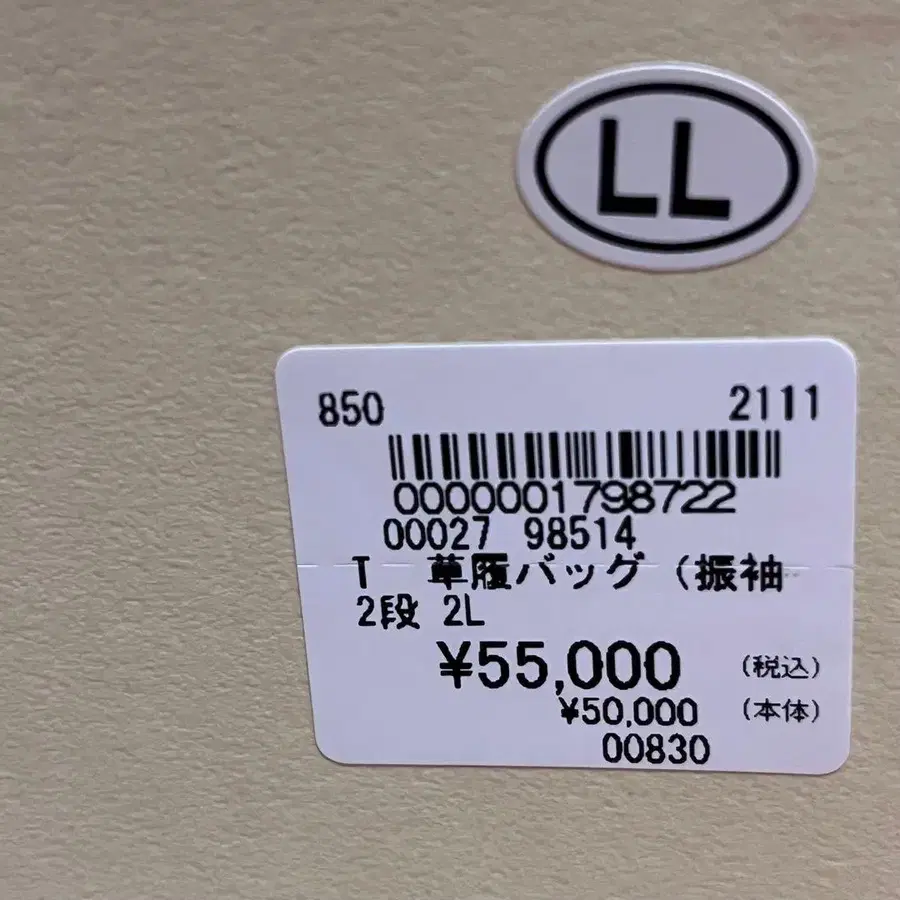 LL
850 2111
0000001798722
00027 98514
T 草履バッグ (振袖
2段 2L
¥55,000 (税込)
¥50,000 (本体)
00830